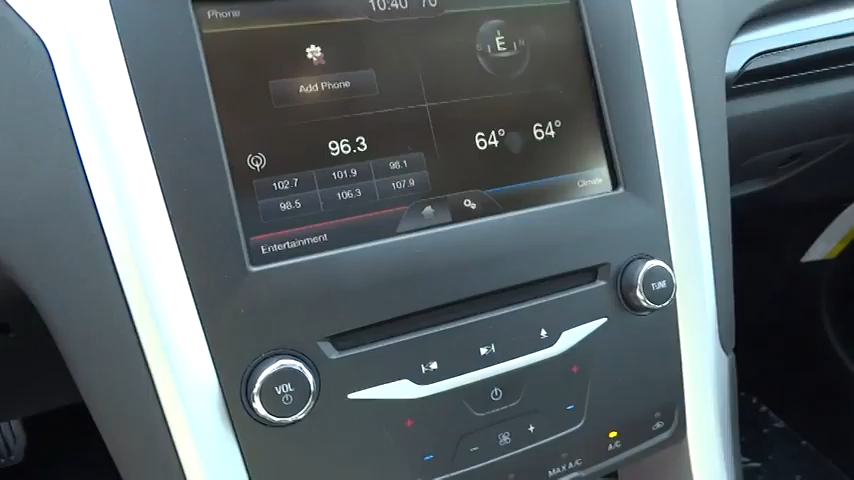 Phone
10:40 70
E
S
N
Add Phone
96.3
64° 64°
102.7 101.9 98.1
98.5 106.3 107.9
Climate
Entertainment
TUNE
VOL
- +
A/C
MAX A/C